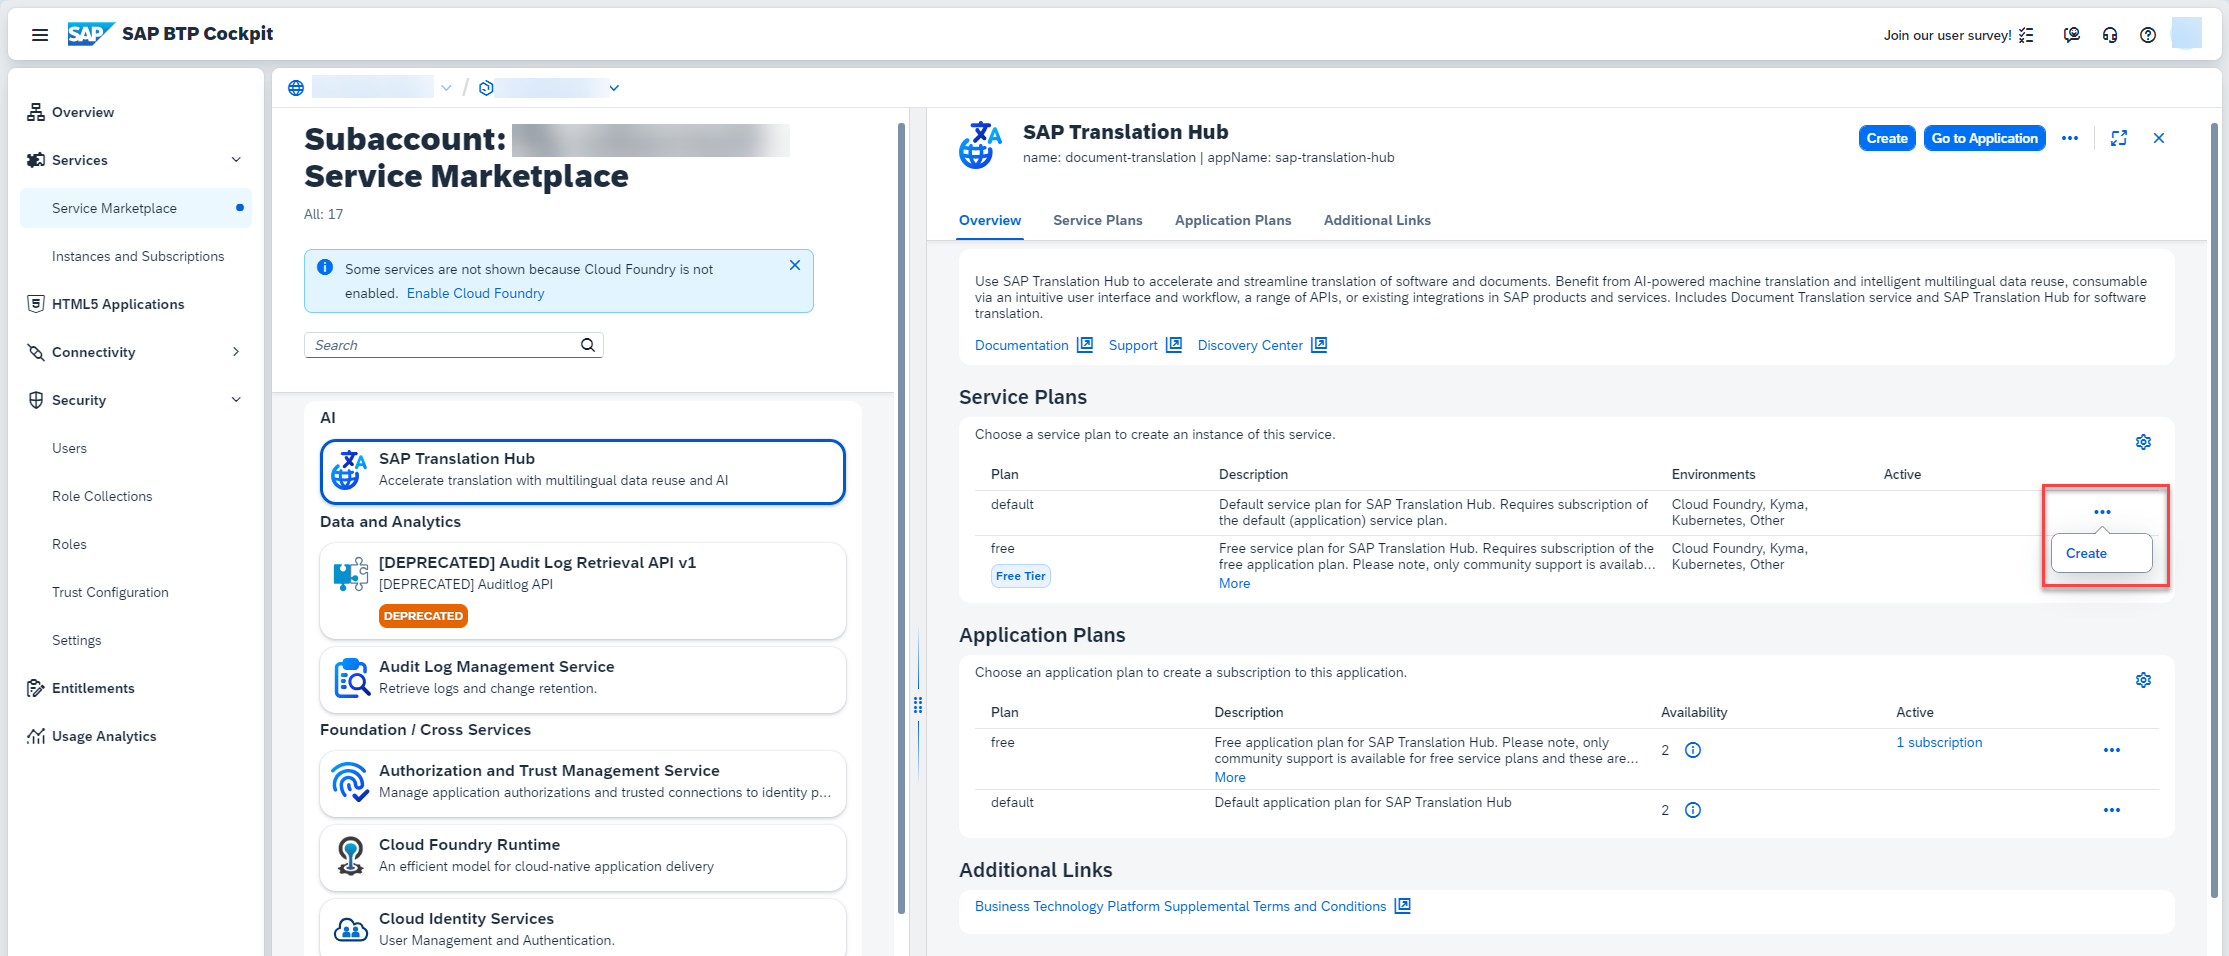 SAP SAP BTP Cockpit
Join our user survey!
Overview
Services
Service Marketplace
Instances and Subscriptions
HTML5 Applications
Connectivity
Security
Users
Role Collections
Roles
Trust Configuration
Settings
Entitlements
Usage Analytics
/
Subaccount:
Service Marketplace
All: 17
Some services are not shown because Cloud Foundry is not
enabled. Enable Cloud Foundry
Search
AI
SAP Translation Hub
Accelerate translation with multilingual data reuse and AI
Data and Analytics
[DEPRECATED] Audit Log Retrieval API v1
[DEPRECATED] Auditlog API
DEPRECATED
Audit Log Management Service
Retrieve logs and change retention.
Foundation / Cross Services
Authorization and Trust Management Service
Manage application authorizations and trusted connections to identity p...
Cloud Foundry Runtime
An efficient model for cloud-native application delivery
Cloud Identity Services
User Management and Authentication.
SAP Translation Hub
name: document-translation | appName: sap-translation-hub
Create Go to Application
Overview Service Plans Application Plans Additional Links
Use SAP Translation Hub to accelerate and streamline translation of software and documents. Benefit from AI-powered machine translation and intelligent multilingual data reuse, consumable
via an intuitive user interface and workflow, a range of APIs, or existing integrations in SAP products and services. Includes Document Translation service and SAP Translation Hub for software
translation.
Documentation Support Discovery Center
Service Plans
Choose a service plan to create an instance of this service.
Plan Description Environments Active
default Default service plan for SAP Translation Hub. Requires subscription of Cloud Foundry, Kyma,
the default (application) service plan. Kubernetes, Other
free Free service plan for SAP Translation Hub. Requires subscription of the Cloud Foundry, Kyma,
free application plan. Please note, only community support is availab... Kubernetes, Other
Free Tier More
Create
Application Plans
Choose an application plan to create a subscription to this application.
Plan Description Availability Active
free Free application plan for SAP Translation Hub. Please note, only 2 1 subscription
community support is available for free service plans and these are...
More
default Default application plan for SAP Translation Hub 2
Additional Links
Business Technology Platform Supplemental Terms and Conditions